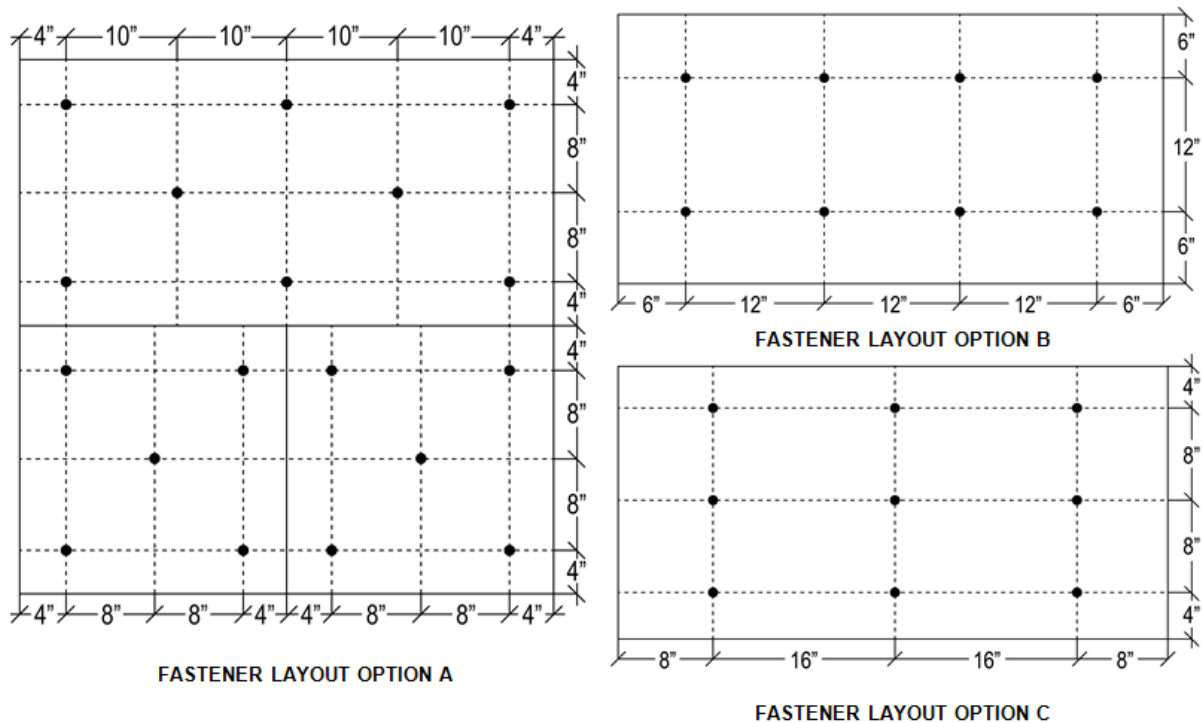 4” 10” 10” 10” 10” 4”
4”
8”
8”
4”
4”
8”
8”
4”
4” 8” 8” 4” 4” 8” 8” 4”
FASTENER LAYOUT OPTION A
6”
12”
6”
6” 12” 12” 12” 6”
FASTENER LAYOUT OPTION B
4”
8”
8”
4”
8” 16” 16” 8”
FASTENER LAYOUT OPTION C